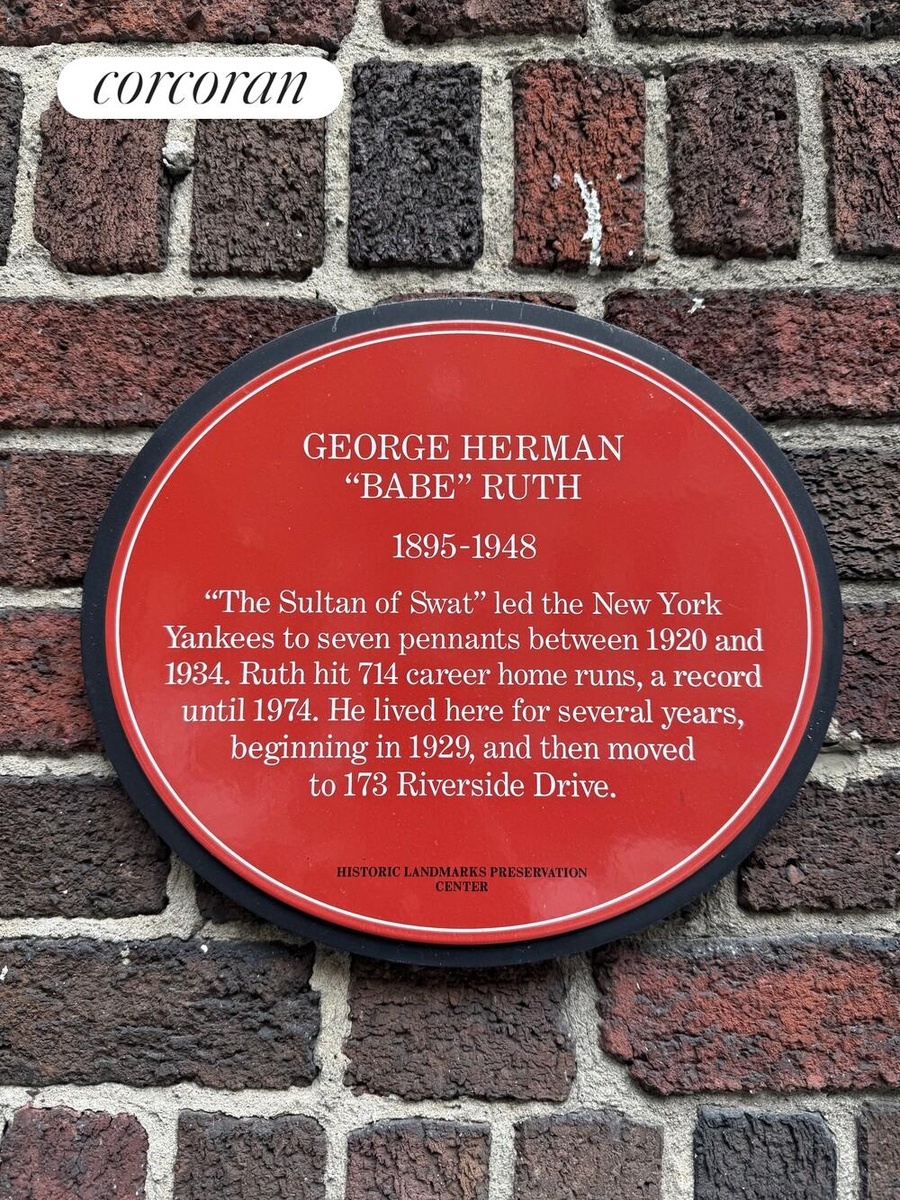 corcoran
GEORGE HERMAN
“BABE” RUTH
1895-1948
“The Sultan of Swat” led the New York
Yankees to seven pennants between 1920 and
1934. Ruth hit 714 career home runs, a record
until 1974. He lived here for several years,
beginning in 1929, and then moved
to 173 Riverside Drive.
HISTORIC LANDMARKS PRESERVATION
CENTER